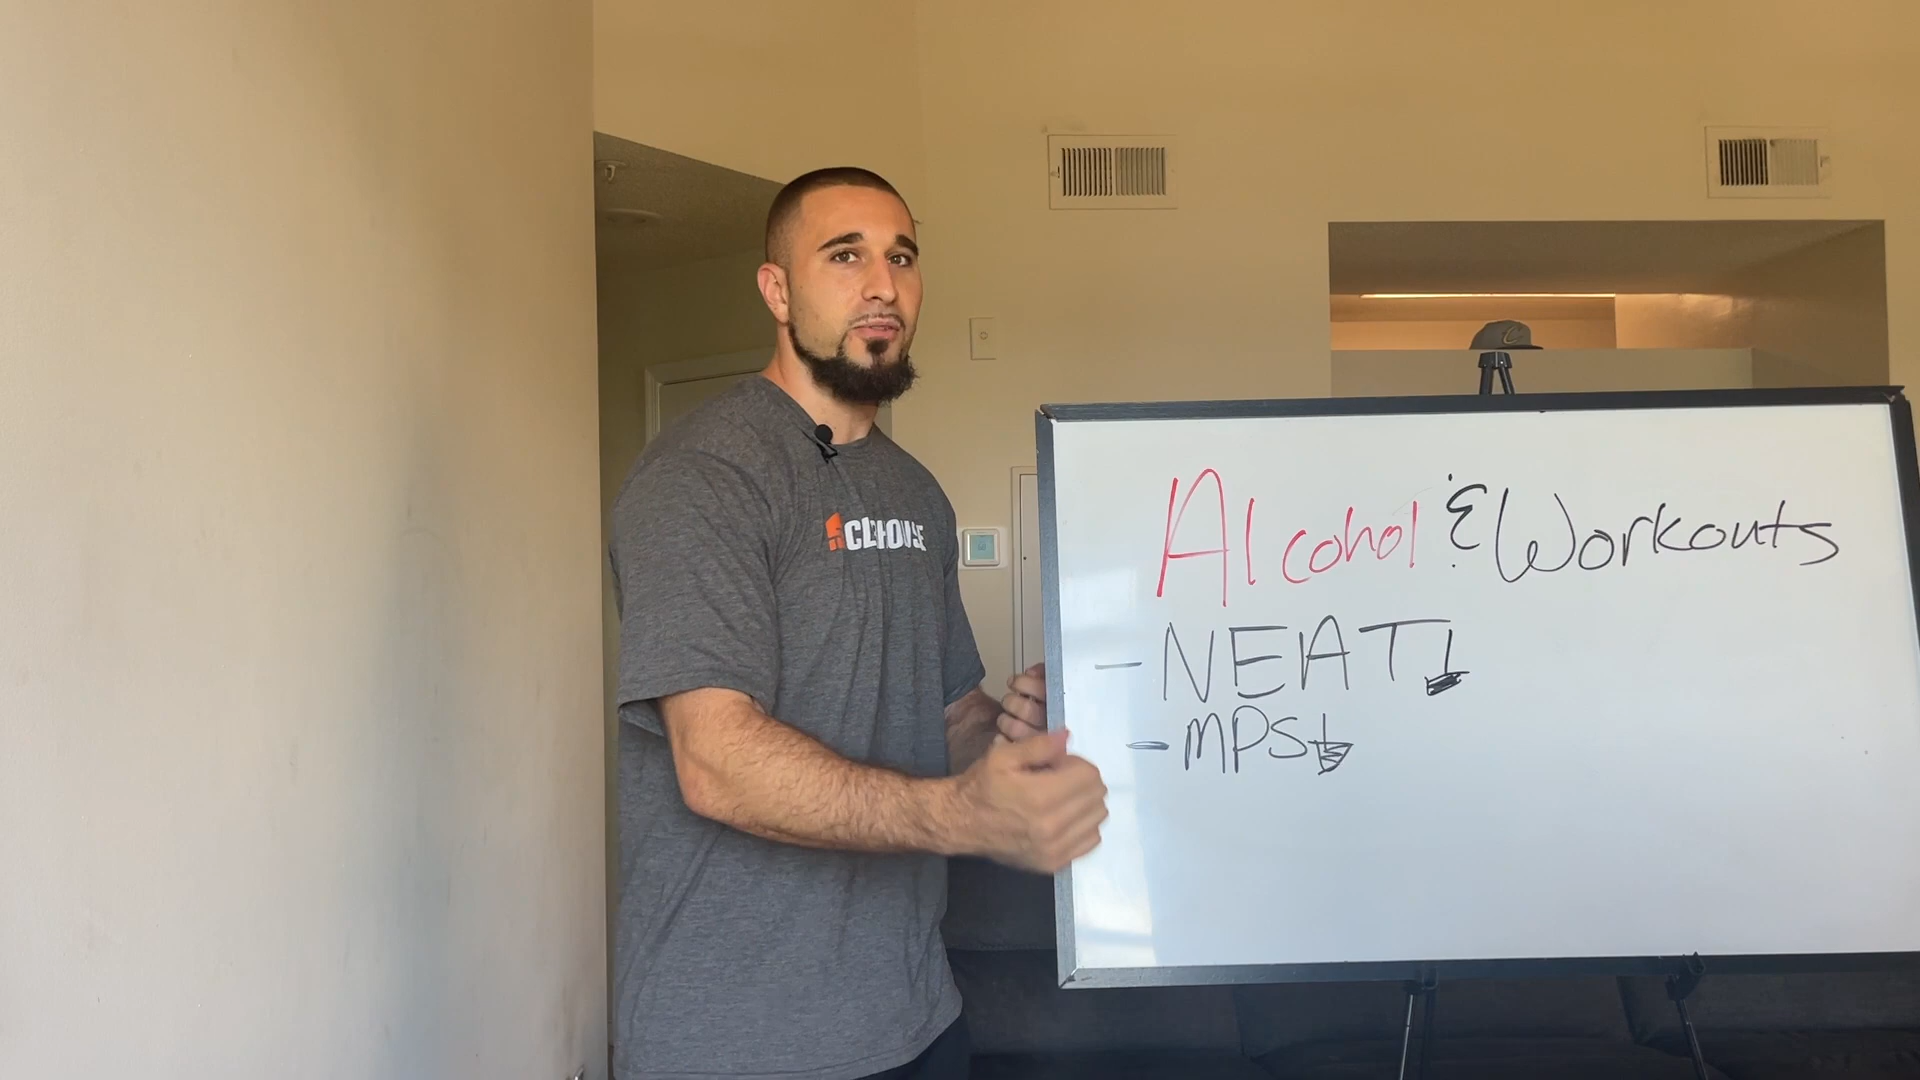 Alcohol & Workouts
- NEAT↓
- MPS↓